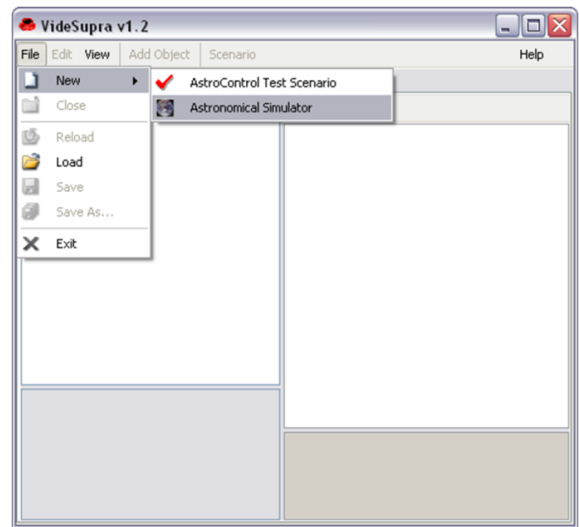 VideSupra v1.2
File Edit View Add Object Scenario Help
New
AstroControl Test Scenario
Close
Astronomical Simulator
Reload
Load
Save
Save As...
Exit